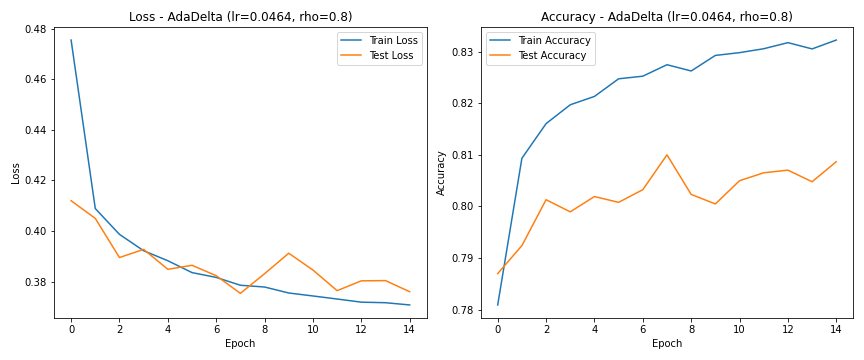 Loss - AdaDelta (lr=0.0464, rho=0.8)
Train Loss
Test Loss
0.48
0.46
0.44
0.42
0.40
0.38
Loss
0 2 4 6 8 10 12 14
Epoch
Accuracy - AdaDelta (lr=0.0464, rho=0.8)
Train Accuracy
Test Accuracy
0.83
0.82
0.81
0.80
0.79
0.78
Accuracy
0 2 4 6 8 10 12 14
Epoch